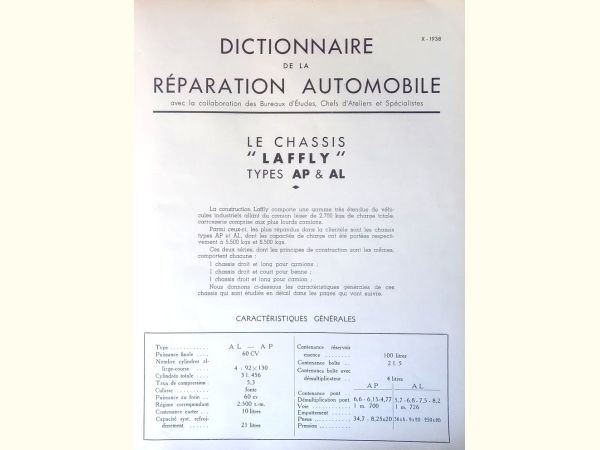 X - 1938
DICTIONNAIRE
DE LA
RÉPARATION AUTOMOBILE
avec la collaboration des Bureaux d'Études, Chefs d'Ateliers et Spécialistes
LE CHASSIS
"LAFFLY"
TYPES AP & AL
La construction Laffly comporte une gamme très étendue de véhi-
cules industriels allant du camion léger de 2.700 kgs de charge totale,
carrosserie comprise aux plus lourds camions.
Parmi ceux-ci, les plus répandus dans la clientèle sont les chassis
types AP et AL, dont les capacités de charge ont été portées respecti-
vement à 5.500 kgs et 6.500 kgs.
Ces deux séries, dont les principes de construction sont les mêmes,
comportent chacune :
1 chassis droit et long pour camions ;
1 chassis droit et court pour benne ;
1 chassis droit et long pour camion ;
Nous donnons ci-dessous les caractéristiques générales de ces
chassis qui sont étudiés en détail dans les pages qui vont suivre.
CARACTÉRISTIQUES GÉNÉRALES
Type . . . . . . . . . . . AL — AP
Puissance finale . . . . 60 CV
Nombre cylindres al-
lage-course . . . . 4 . 92×130
Cylindrée totale . . . . 3 l. 456
Taux de compression . 5,3
Culasse . . . . . . . . . fonte
Puissance au frein . . 60 cv
Régime correspondant 2.500 t.-m.
Contenance carter . . . 10 litres
Capacité syst. refroi-
dissement . . . . . . 21 litres
Contenance réservoir
essence . . . . . . . . . 100 litres
Contenance boîte . . . 2 l. 5
Contenance boîte avec
démultiplicateur . . 4 litres
AP AL
Contenance pont . . .
Démultiplication pont 6,6 - 6,15-4,77 5,7 - 6,6 - 7,5 - 8,2
Voie . . . . . . . . . . 1 m. 700 1 m. 726
Empattement . . . . .
Pneus . . . . . . . . . 34,7 - 8,25x20
Pression . . . . . . . .